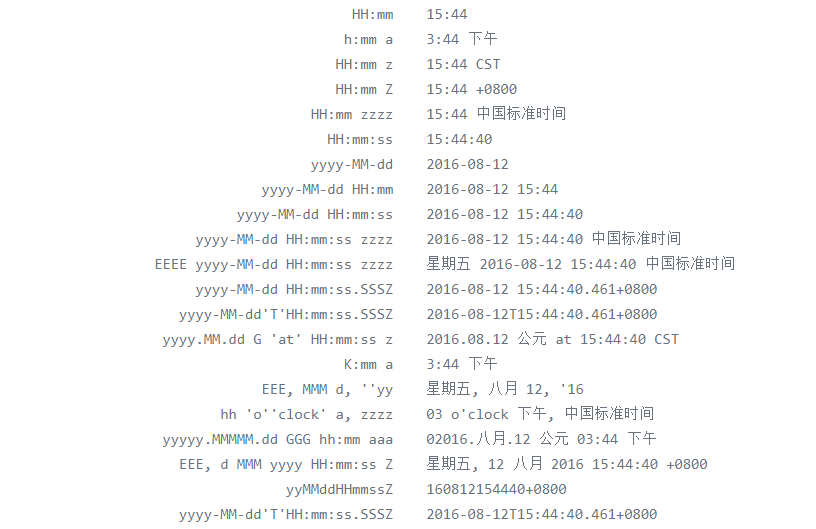 HH:mm 15:44
h:mm a 3:44 下午
HH:mm z 15:44 CST
HH:mm Z 15:44 +0800
HH:mm zzzz 15:44 中国标准时间
HH:mm:ss 15:44:40
yyyy-MM-dd 2016-08-12
yyyy-MM-dd HH:mm 2016-08-12 15:44
yyyy-MM-dd HH:mm:ss 2016-08-12 15:44:40
yyyy-MM-dd HH:mm:ss zzzz 2016-08-12 15:44:40 中国标准时间
EEEE yyyy-MM-dd HH:mm:ss zzzz 星期五 2016-08-12 15:44:40 中国标准时间
yyyy-MM-dd HH:mm:ss.SSSZ 2016-08-12 15:44:40.461+0800
yyyy-MM-dd'T'HH:mm:ss.SSSZ 2016-08-12T15:44:40.461+0800
yyyy.MM.dd G 'at' HH:mm:ss z 2016.08.12 公元 at 15:44:40 CST
K:mm a 3:44 下午
EEE, MMM d, ''yy 星期五, 八月 12, '16
hh 'o''clock' a, zzzz 03 o'clock 下午, 中国标准时间
yyyyy.MMMMM.dd GGG hh:mm aaa 02016.八月.12 公元 03:44 下午
EEE, d MMM yyyy HH:mm:ss Z 星期五, 12 八月 2016 15:44:40 +0800
yyMMddHHmmssZ 160812154440+0800
yyyy-MM-dd'T'HH:mm:ss.SSSZ 2016-08-12T15:44:40.461+0800